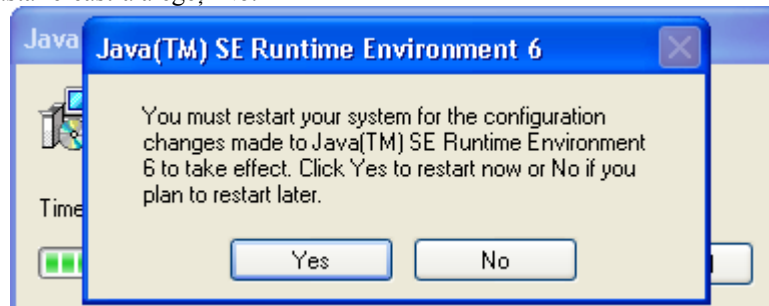 Java
Java(TM) SE Runtime Environment 6
You must restart your system for the configuration
changes made to Java(TM) SE Runtime Environment
6 to take effect. Click Yes to restart now or No if you
plan to restart later.
Time
Yes No